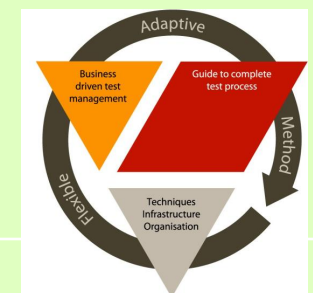 Adaptive
Business
driven test
management
Guide to complete
test process
Method
Flexible
Techniques
Infrastructure
Organisation